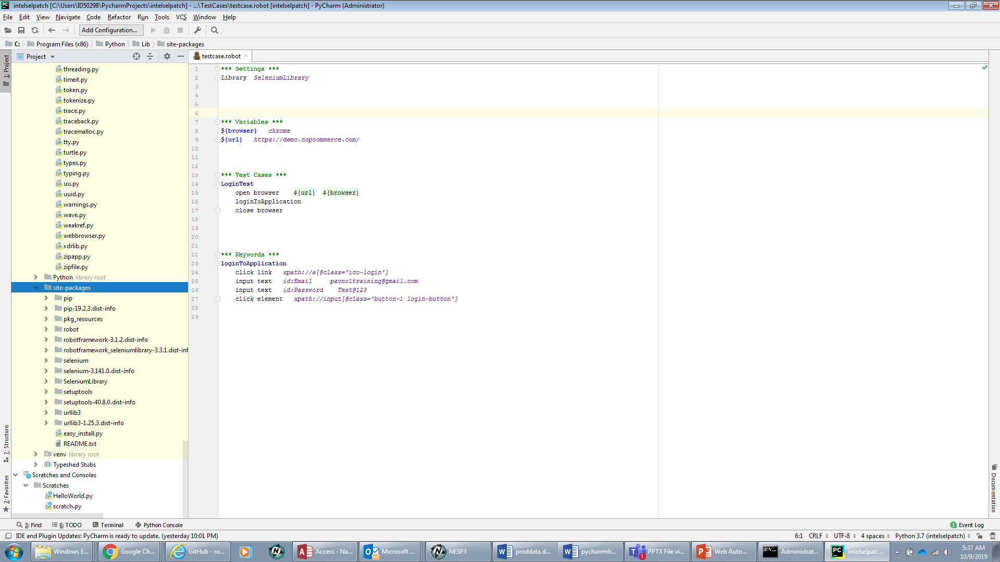 intelselpatch [C:\Users\ID50298\PycharmProjects\intelselpatch] - ...\TestCases\testcase.robot [intelselpatch] - PyCharm (Administrator)
File Edit View Navigate Code Refactor Run Tools VCS Window Help
Add Configuration...
C: Program Files (x86) Python Lib site-packages
Project
testcase.robot
1: Project
7: Structure
2: Favorites
threading.py
timeit.py
token.py
tokenize.py
trace.py
traceback.py
tracemalloc.py
tty.py
turtle.py
types.py
typing.py
uu.py
uuid.py
warnings.py
wave.py
weakref.py
webbrowser.py
xdrlib.py
zipapp.py
zipfile.py
Python library root
site-packages
pip
pip-19.2.3.dist-info
pkg_resources
robot
robotframework-3.1.2.dist-info
robotframework_seleniumlibrary-3.3.1.dist-inf
selenium
selenium-3.141.0.dist-info
SeleniumLibrary
setuptools
setuptools-40.8.0.dist-info
urllib3
urllib3-1.25.3.dist-info
easy_install.py
README.txt
venv library root
Typeshed Stubs
Scratches and Consoles
Scratches
HelloWorld.py
scratch.py
1 *** Settings ***
2 Library SeleniumLibrary
3
4
5
6
7 *** Variables ***
8 ${browser} chrome
9 ${url} https://demo.nopcommerce.com/
10
11
12
13 *** Test Cases ***
14 LoginTest
15 open browser ${url} ${browser}
16 loginToApplication
17 close browser
18
19
20
21
22 *** Keywords ***
23 loginToApplication
24 click link xpath://a[@class='ico-login']
25 input text id:Email pavnoltraining@gmail.com
26 input text id:Password Test@123
27 click element xpath://input[@class='button-1 login-button']
28
29
Documentation
3: Find 6: TODO Terminal Python Console
1 Event Log
IDE and Plugin Updates: PyCharm is ready to update. (yesterday 10:01 PM)
6:1 CRLF UTF-8 4 spaces Python 3.7 (intelselpatch)
Windows E... Google Ch... GitHub - ro... Access - Na... Microsoft ... NESP3 proddata.d... pycharmh... PPTX File vi... Web Auto... Administrat... intelselpatc...
5:37 AM
10/9/2019